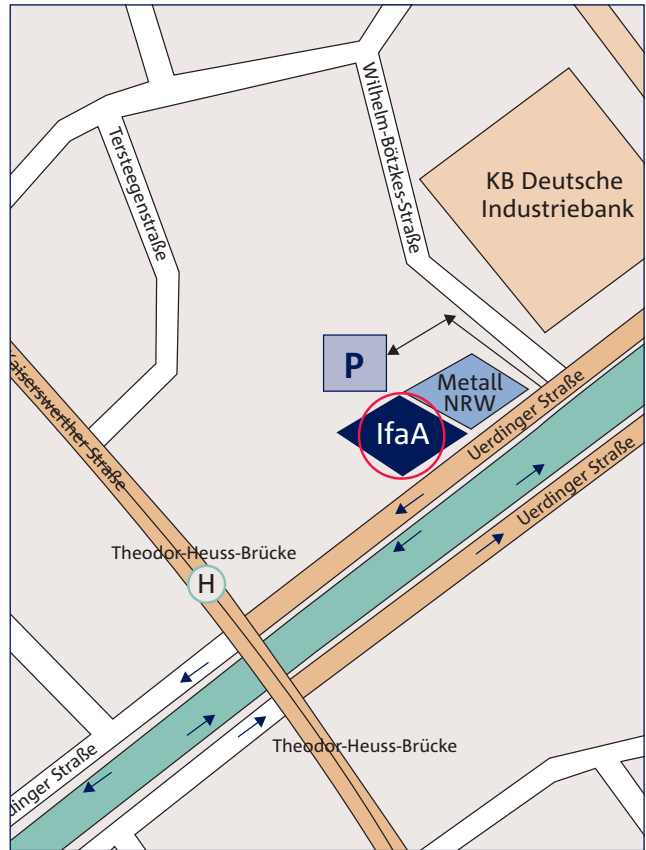 Wilhelm-Bötzkes-Straße
Tersteegenstraße
KB Deutsche
Industriebank
P
Metall
NRW
IfaA
Uerdinger Straße
Uerdinger Straße
Kaiserswerther Straße
Theodor-Heuss-Brücke
H
Theodor-Heuss-Brücke
dinger Straße